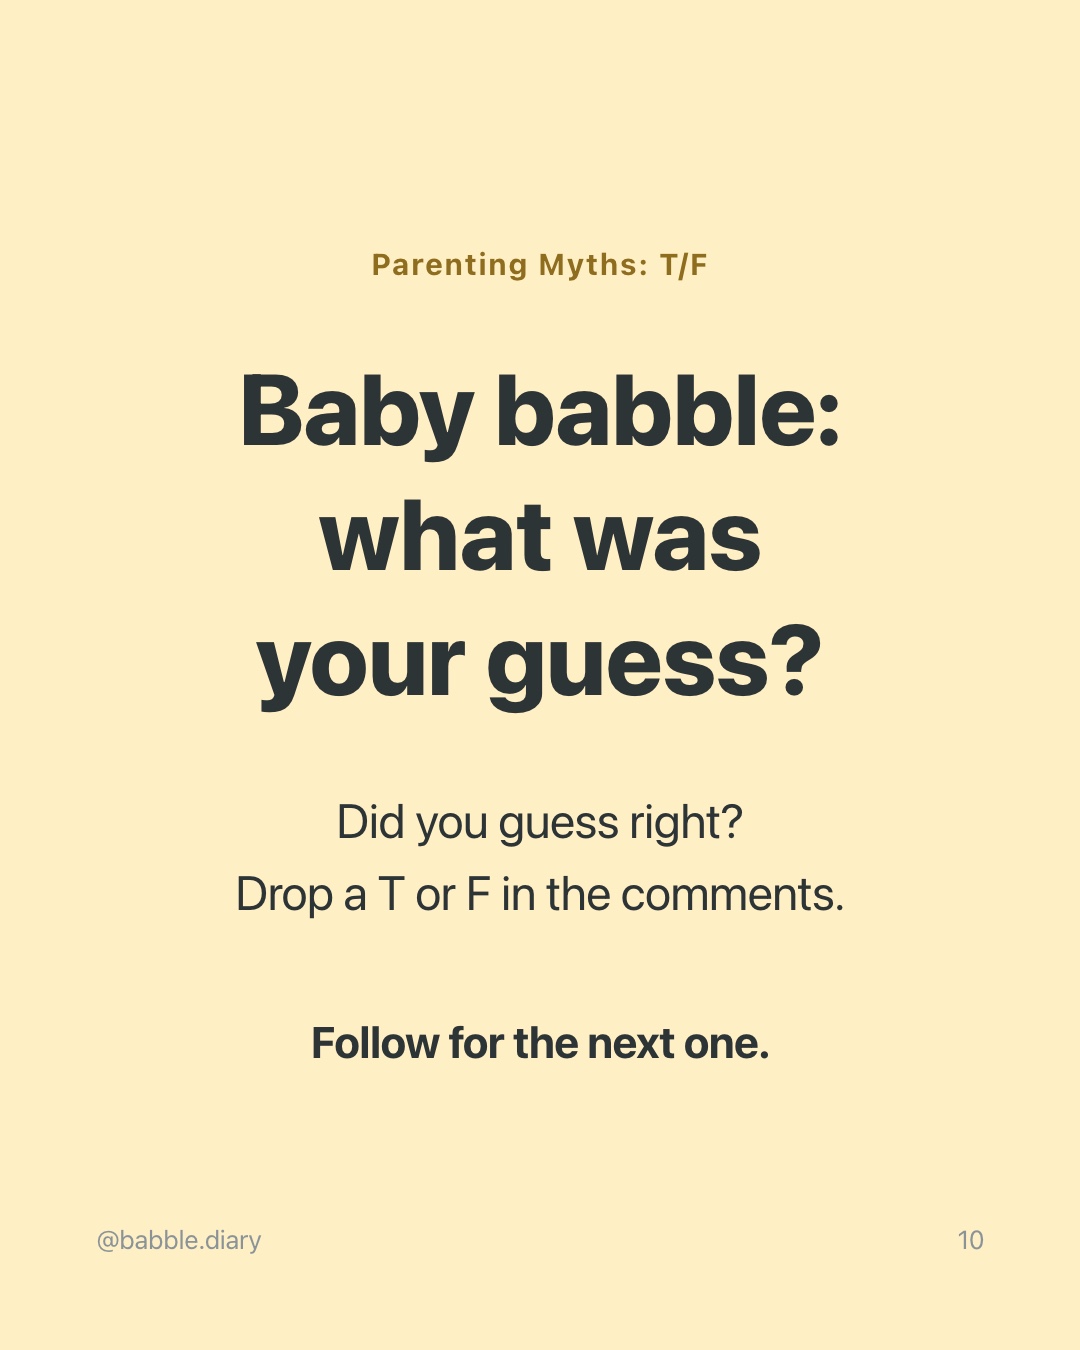 Parenting Myths: T/F
Baby babble:
what was
your guess?
Did you guess right?
Drop a T or F in the comments.
Follow for the next one.
@babble.diary
10